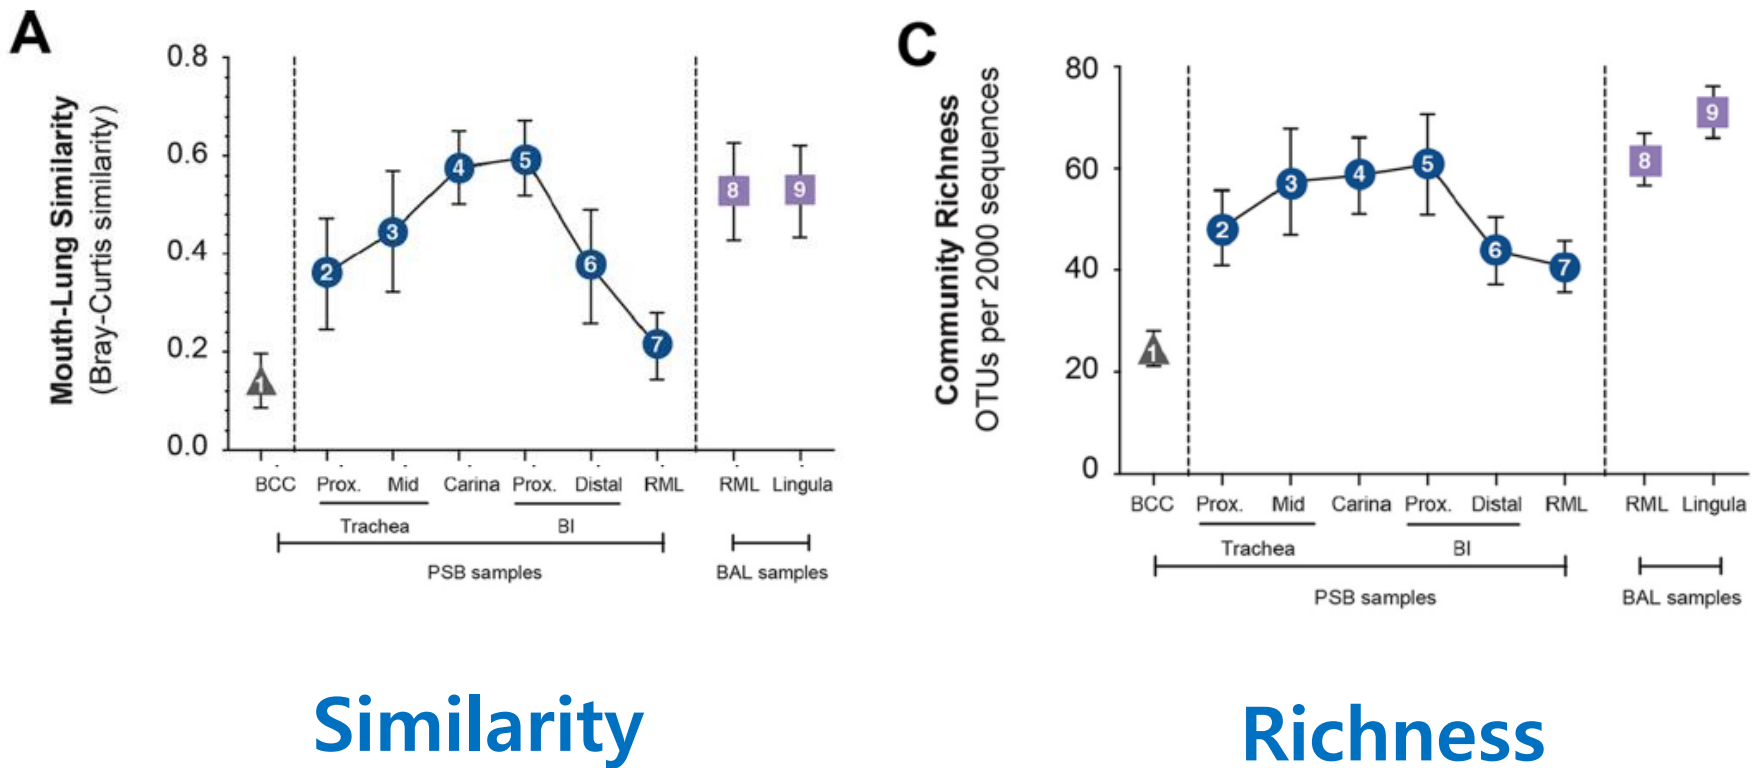 A
Mouth-Lung Similarity
(Bray-Curtis similarity)
0.8
0.6
0.4
0.2
0.0
1
2
3
4
5
6
7
8
9
BCC Prox. Mid Carina Prox. Distal RML RML Lingula
Trachea BI
PSB samples BAL samples
Similarity
C
Community Richness
OTUs per 2000 sequences
80
60
40
20
0
1
2
3
4
5
6
7
8
9
BCC Prox. Mid Carina Prox. Distal RML RML Lingula
Trachea BI
PSB samples BAL samples
Richness